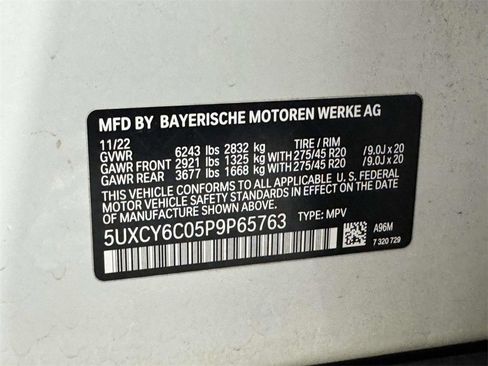 MFD BY BAYERISCHE MOTOREN WERKE AG
11/22 TIRE / RIM
GVWR 6243 lbs 2832 kg
GAWR FRONT 2921 lbs 1325 kg WITH 275/45 R20 / 9.0J x 20
GAWR REAR 3677 lbs 1668 kg WITH 275/45 R20 / 9.0J x 20
THIS VEHICLE CONFORMS TO ALL APPLICABLE U.S. FEDERAL
MOTOR VEHICLE SAFETY STANDARDS IN EFFECT ON THE
DATE OF MANUFACTURE SHOWN ABOVE.
5UXCY6C05P9P65763 TYPE: MPV
A96M
7 320 729